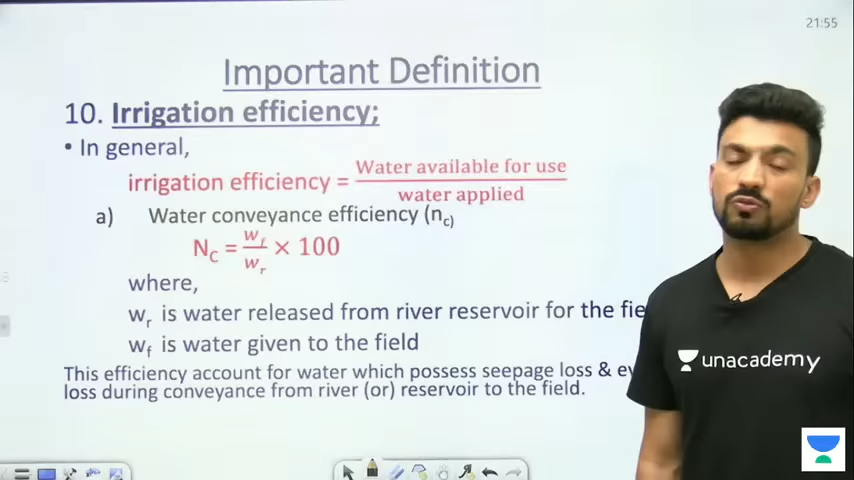 21:55
Important Definition
10. Irrigation efficiency;
• In general,
irrigation efficiency = Water available for use / water applied
a) Water conveyance efficiency (nc)
Nc = wf / wr × 100
where,
wr is water released from river reservoir for the
wf is water given to the field
This efficiency account for water which possess seepage loss &
loss during conveyance from river (or) reservoir to the field.
unacademy